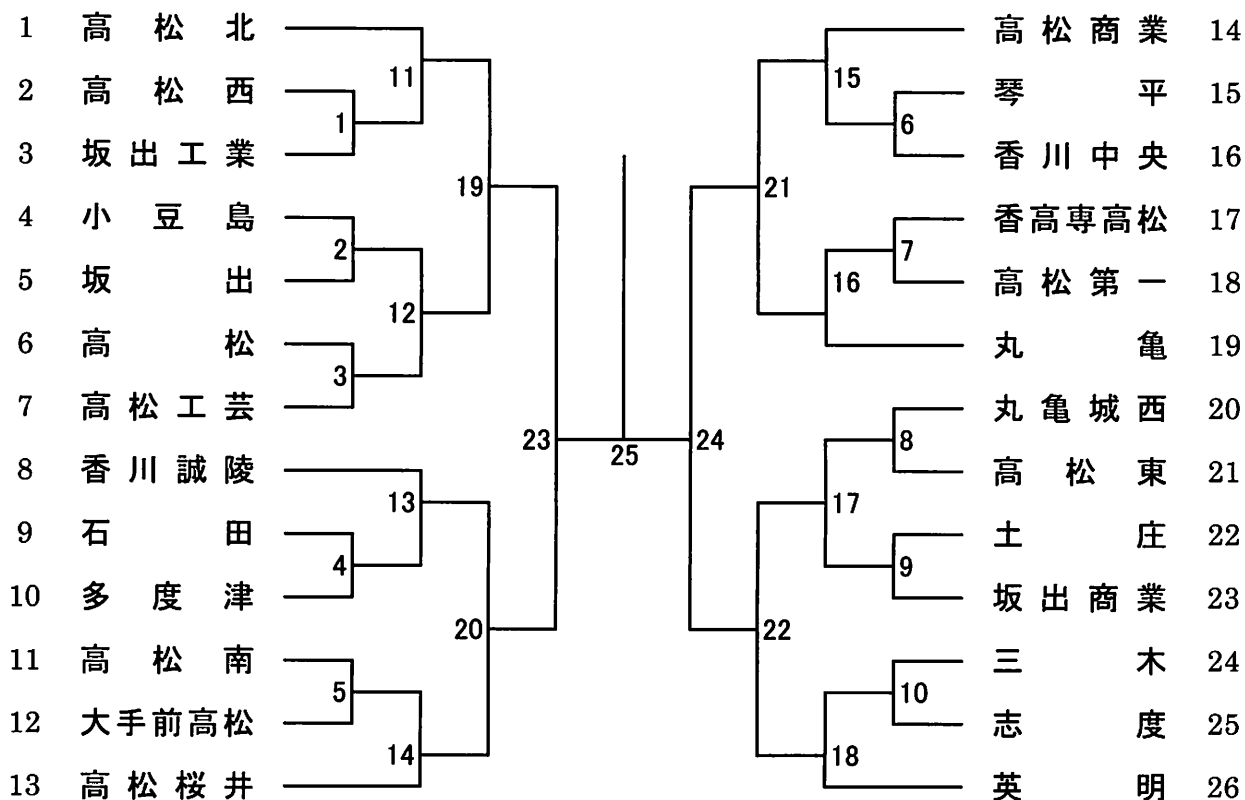 1 高松北
2 高松西
3 坂出工業
4 小豆島
5 坂出
6 高松
7 高松工芸
8 香川誠陵
9 石田
10 多度津
11 高松南
12 大手前高松
13 高松桜井
11
1
19
2
12
3
23
13
4
20
5
14
25
15
6
21
7
16
24
8
17
9
22
10
18
高松商業 14
琴平 15
香川中央 16
香高専高松 17
高松第一 18
丸亀 19
丸亀城西 20
高松東 21
土庄 22
坂出商業 23
三木 24
志度 25
英明 26